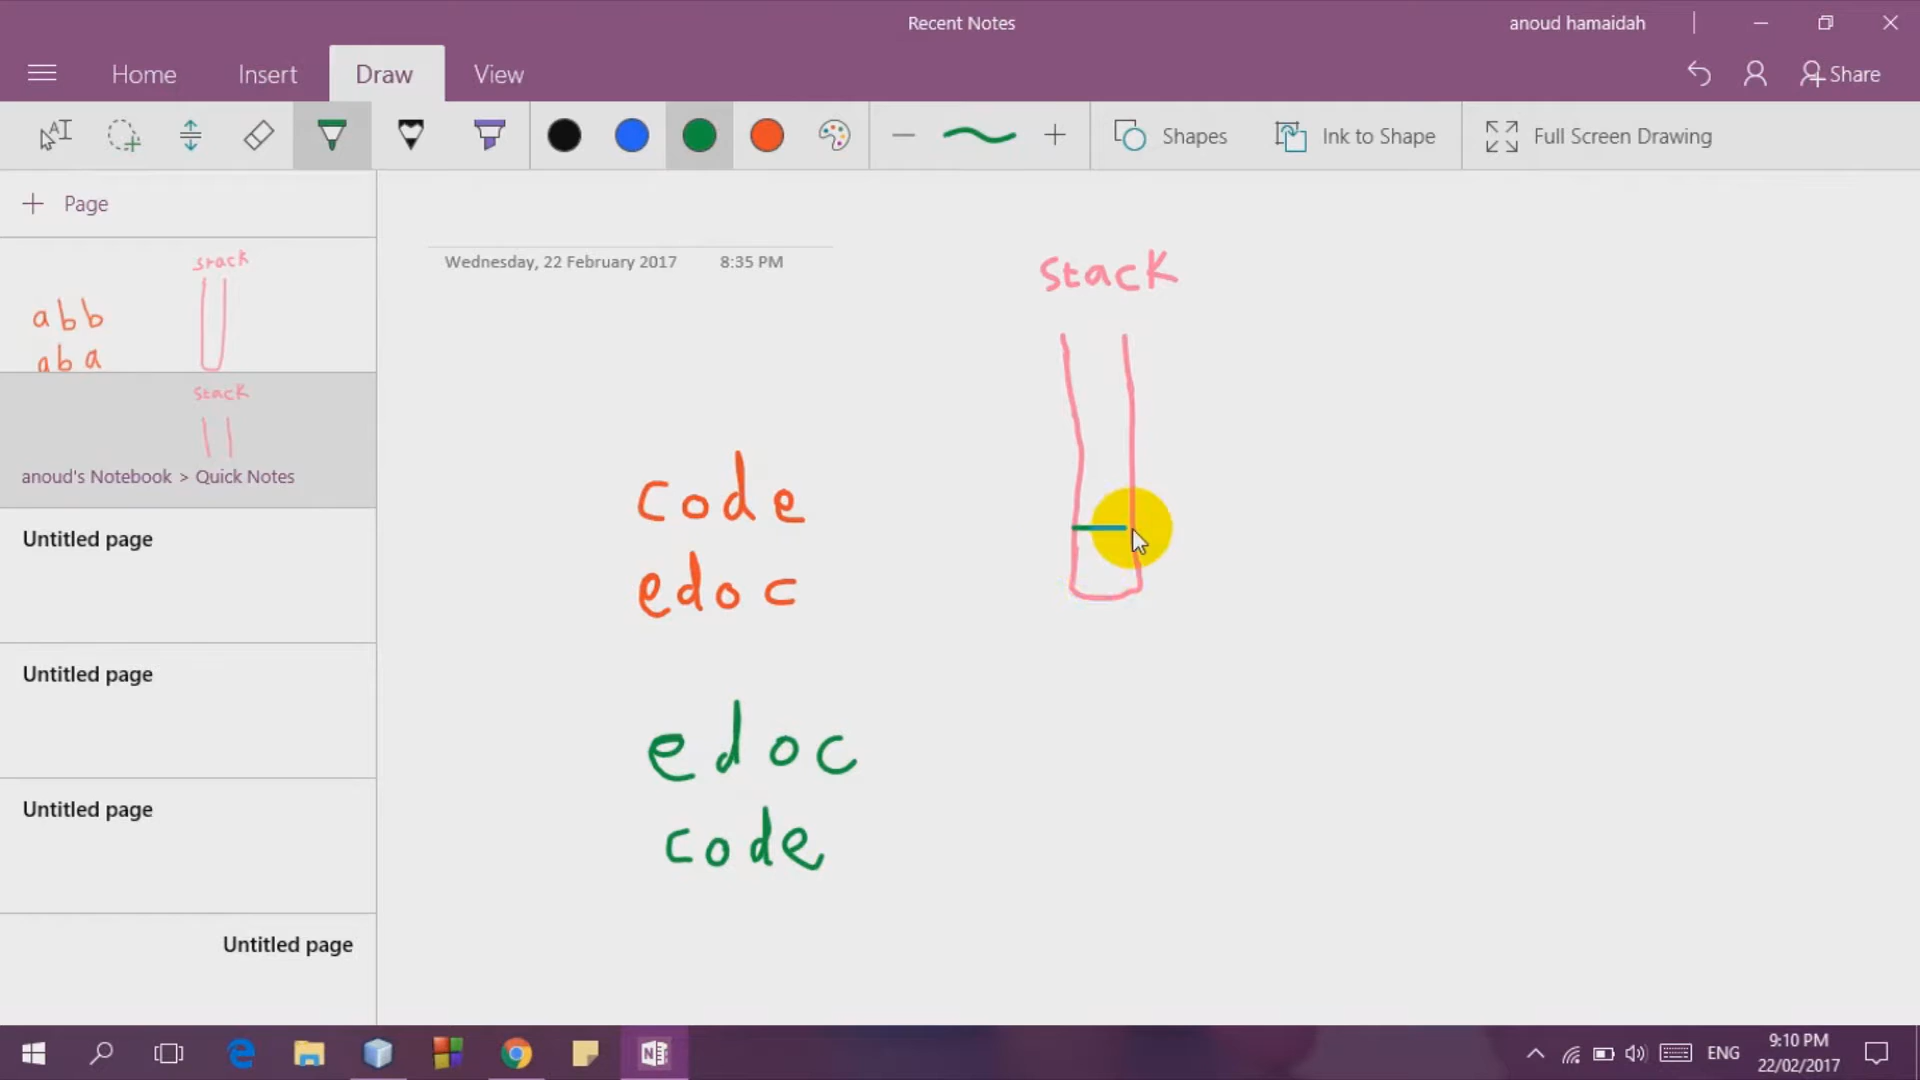 Recent Notes
anoud hamaidah
Home Insert Draw View
Share
Shapes Ink to Shape Full Screen Drawing
+ Page
stack
abb
aba
stack
anoud's Notebook > Quick Notes
Untitled page
Untitled page
Untitled page
Untitled page
Wednesday, 22 February 2017 8:35 PM
stack
code
edoc
edoc
code
ENG
9:10 PM
22/02/2017